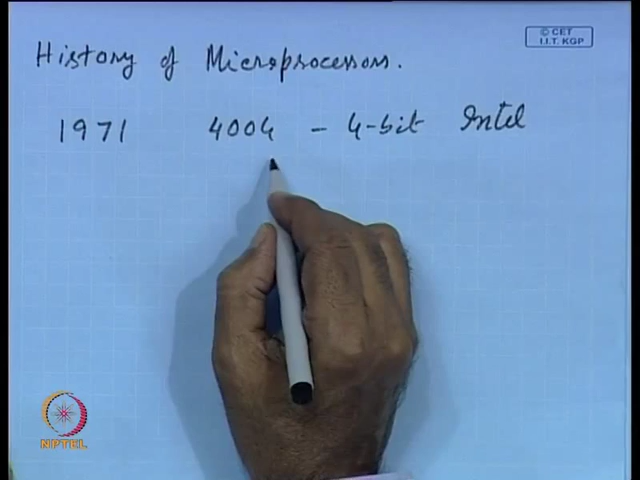 © CET
I.I.T. KGP
History of Microprocessors.
1971 4004 - 4-bit Intel
NPTEL